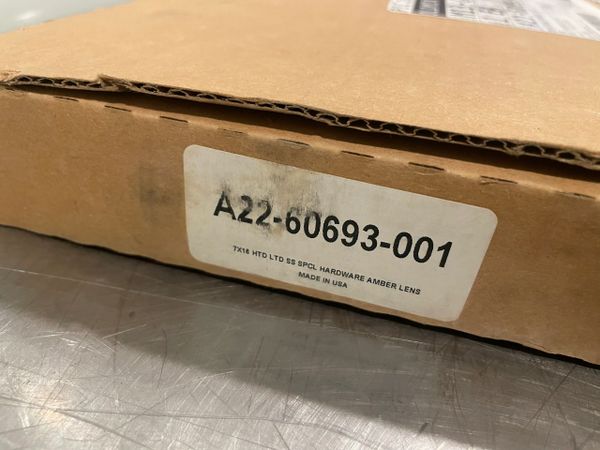 A22-60693-001
7X16 HTD LTD SS SPCL HARDWARE AMBER LENS
MADE IN USA